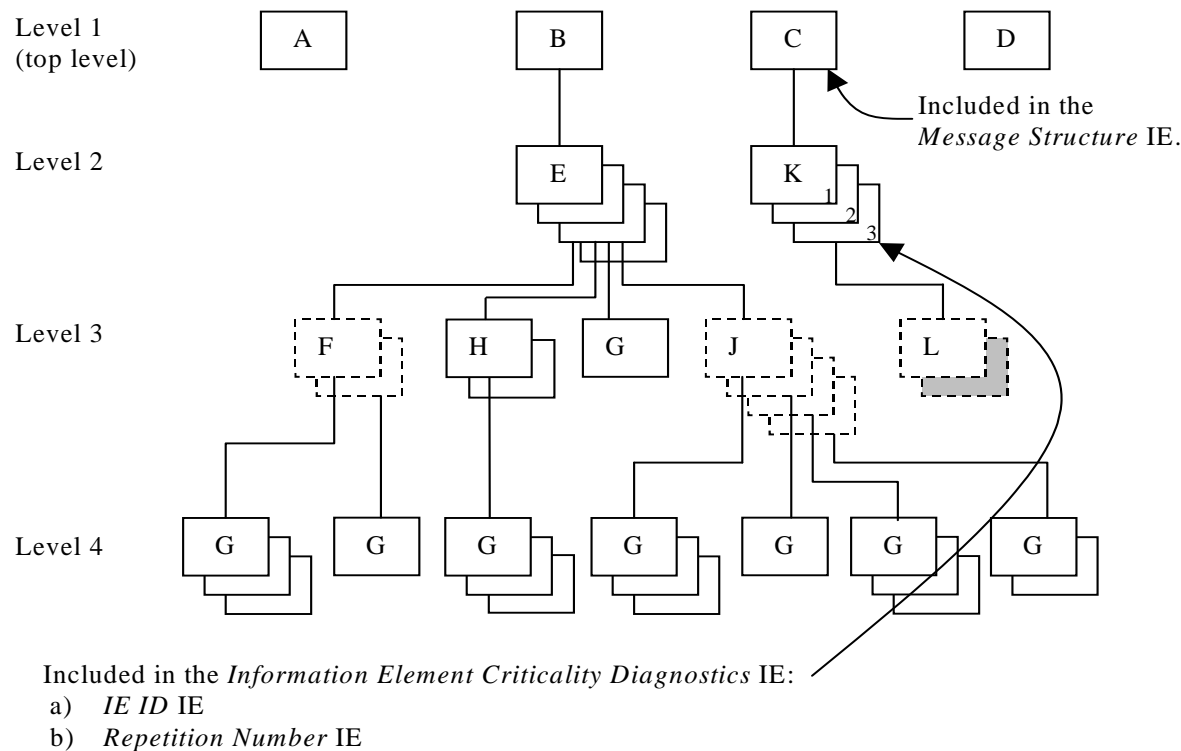 Level 1
(top level)
A
B
C
D
Included in the
Message Structure IE.
Level 2
E
K
1
2
3
Level 3
F
H
G
J
L
Level 4
G
G
G
G
G
G
G
Included in the Information Element Criticality Diagnostics IE:
a) IE ID IE
b) Repetition Number IE